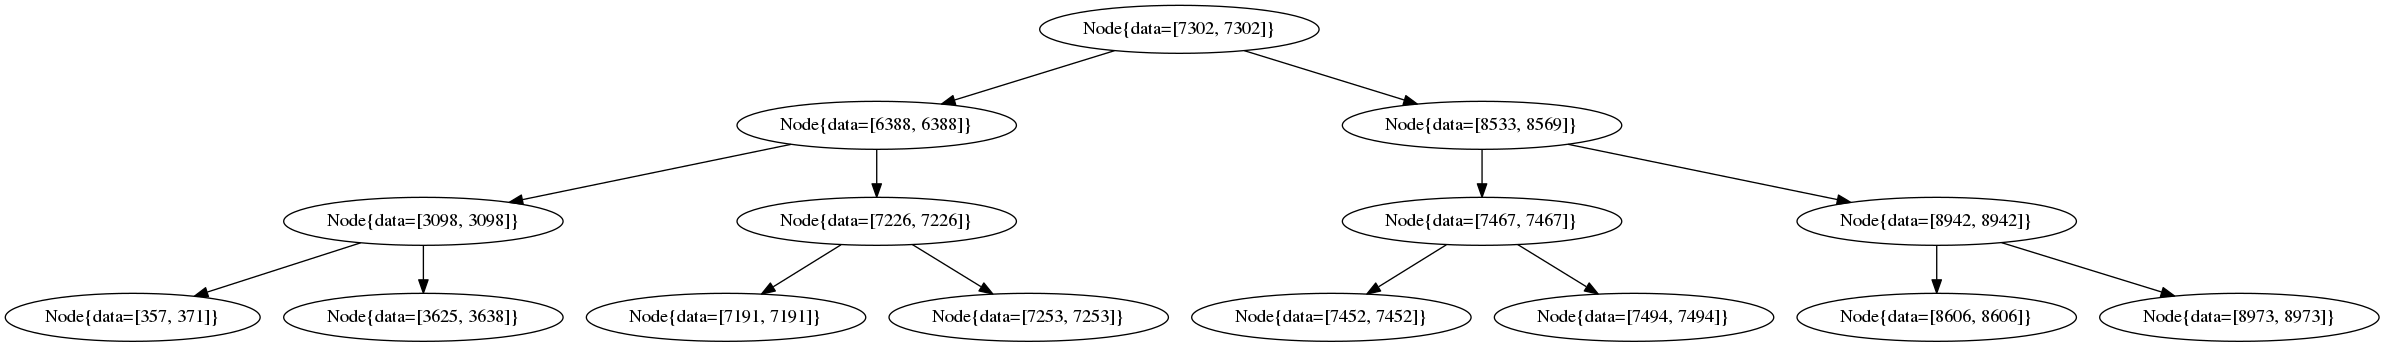 Node{data=[7302, 7302]}
Node{data=[6388, 6388]}
Node{data=[8533, 8569]}
Node{data=[3098, 3098]}
Node{data=[7226, 7226]}
Node{data=[7467, 7467]}
Node{data=[8942, 8942]}
Node{data=[357, 371]}
Node{data=[3625, 3638]}
Node{data=[7191, 7191]}
Node{data=[7253, 7253]}
Node{data=[7452, 7452]}
Node{data=[7494, 7494]}
Node{data=[8606, 8606]}
Node{data=[8973, 8973]}